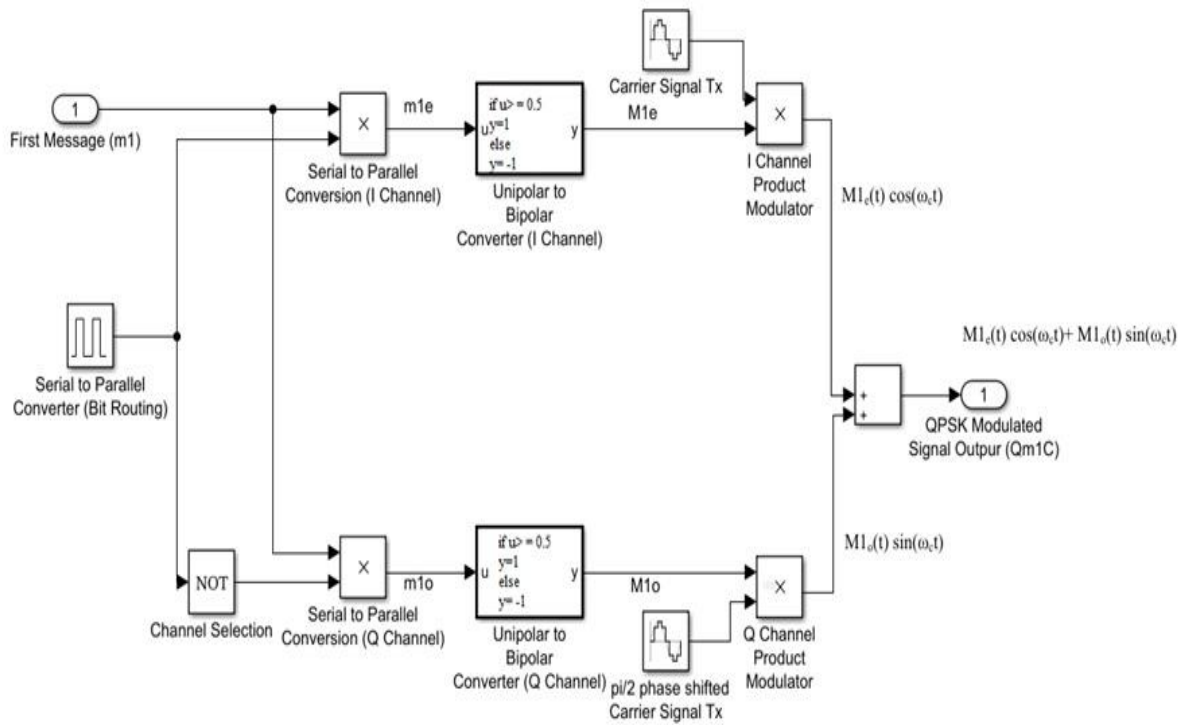 Carrier Signal Tx
1
First Message (m1)
X
m1e
Serial to Parallel
Conversion (I Channel)
if u> = 0.5
y=1
else
y= -1
u
y
Unipolar to
Bipolar
Converter (I Channel)
M1e
X
I Channel
Product
Modulator
M1e(t) cos(ωct)
Serial to Parallel
Converter (Bit Routing)
M1e(t) cos(ωct)+ M1o(t) sin(ωct)
+
+
1
QPSK Modulated
Signal Outpur (Qm1C)
M1o(t) sin(ωct)
NOT
Channel Selection
X
m1o
Serial to Parallel
Conversion (Q Channel)
if u> = 0.5
y=1
else
y= -1
u
y
Unipolar to
Bipolar
Converter (Q Channel)
M1o
X
Q Channel
Product
Modulator
pi/2 phase shifted
Carrier Signal Tx